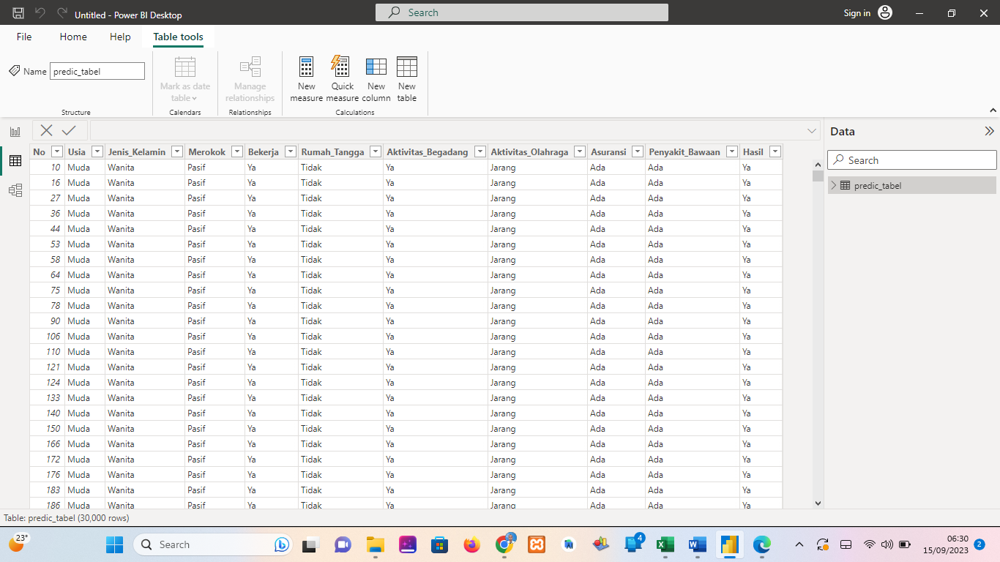 Untitled - Power BI Desktop
Search
Sign in
File Home Help Table tools
Name predic_tabel
Mark as date table
Manage relationships
New measure
Quick measure
New column
New table
Structure
Calendars
Relationships
Calculations
No Usia Jenis_Kelamin Merokok Bekerja Rumah_Tangga Aktivitas_Begadang Aktivitas_Olahraga Asuransi Penyakit_Bawaan Hasil
10 Muda Wanita Pasif Ya Tidak Ya Jarang Ada Ada Ya
16 Muda Wanita Pasif Ya Tidak Ya Jarang Ada Ada Ya
27 Muda Wanita Pasif Ya Tidak Ya Jarang Ada Ada Ya
36 Muda Wanita Pasif Ya Tidak Ya Jarang Ada Ada Ya
44 Muda Wanita Pasif Ya Tidak Ya Jarang Ada Ada Ya
53 Muda Wanita Pasif Ya Tidak Ya Jarang Ada Ada Ya
58 Muda Wanita Pasif Ya Tidak Ya Jarang Ada Ada Ya
64 Muda Wanita Pasif Ya Tidak Ya Jarang Ada Ada Ya
75 Muda Wanita Pasif Ya Tidak Ya Jarang Ada Ada Ya
78 Muda Wanita Pasif Ya Tidak Ya Jarang Ada Ada Ya
90 Muda Wanita Pasif Ya Tidak Ya Jarang Ada Ada Ya
106 Muda Wanita Pasif Ya Tidak Ya Jarang Ada Ada Ya
110 Muda Wanita Pasif Ya Tidak Ya Jarang Ada Ada Ya
121 Muda Wanita Pasif Ya Tidak Ya Jarang Ada Ada Ya
124 Muda Wanita Pasif Ya Tidak Ya Jarang Ada Ada Ya
133 Muda Wanita Pasif Ya Tidak Ya Jarang Ada Ada Ya
140 Muda Wanita Pasif Ya Tidak Ya Jarang Ada Ada Ya
150 Muda Wanita Pasif Ya Tidak Ya Jarang Ada Ada Ya
166 Muda Wanita Pasif Ya Tidak Ya Jarang Ada Ada Ya
172 Muda Wanita Pasif Ya Tidak Ya Jarang Ada Ada Ya
176 Muda Wanita Pasif Ya Tidak Ya Jarang Ada Ada Ya
183 Muda Wanita Pasif Ya Tidak Ya Jarang Ada Ada Ya
186 Muda Wanita Pasif Ya Tidak Ya Jarang Ada Ada Ya
Data
Search
predic_tabel
Table: predic_tabel (30,000 rows)
23°
Search
4
06:30
15/09/2023
2